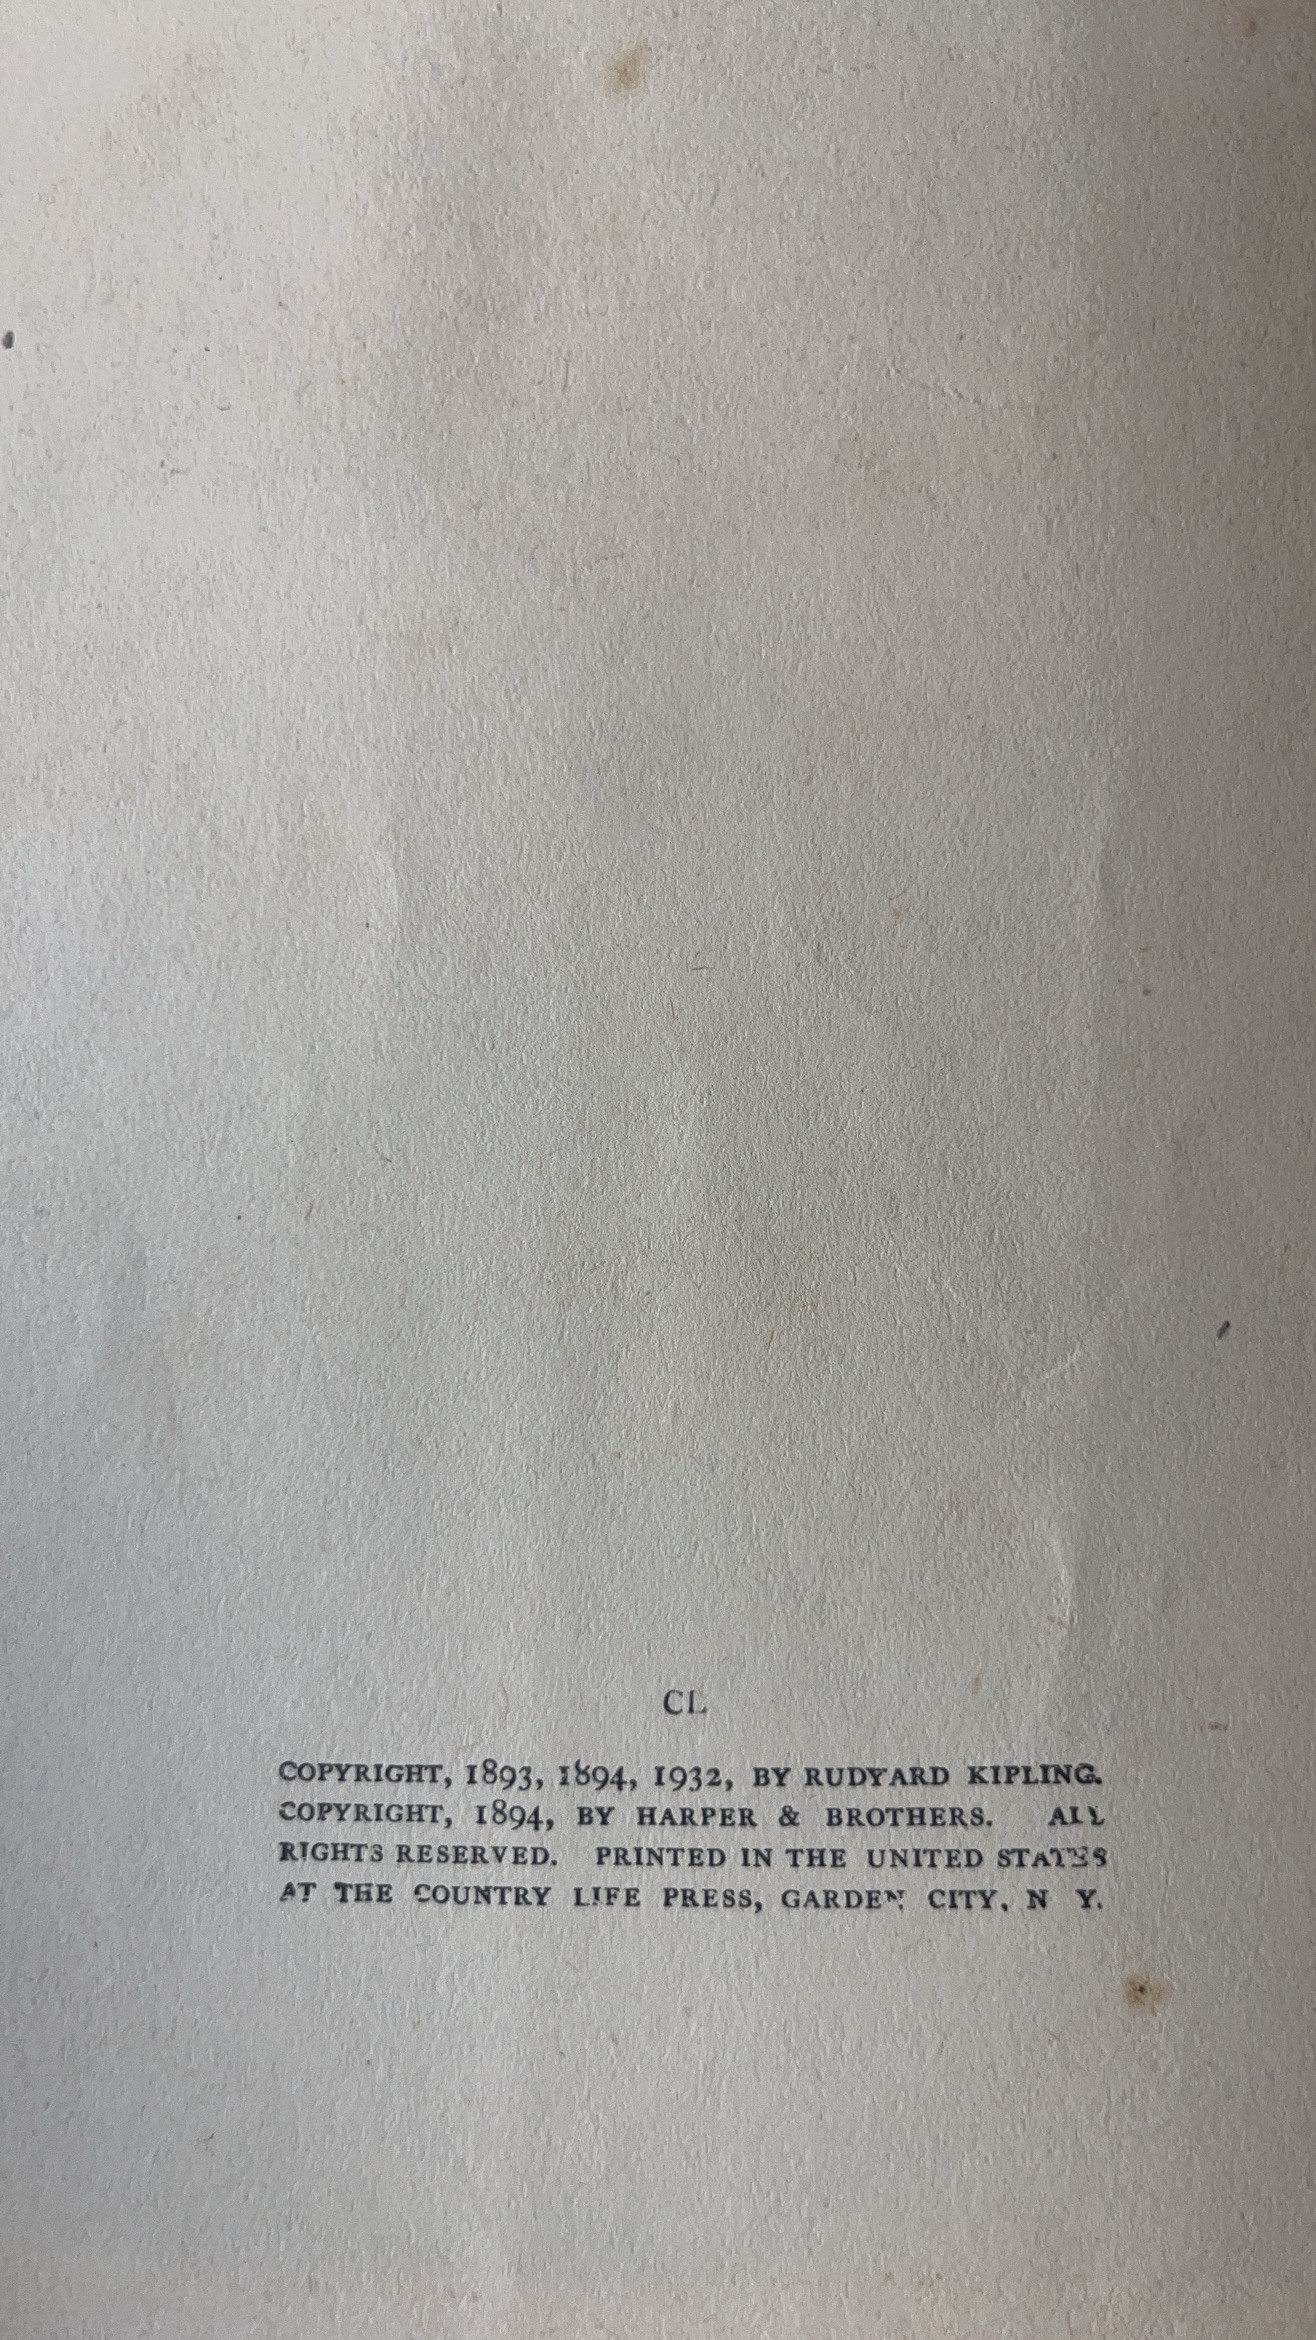 CL
COPYRIGHT, 1893, 1894, 1932, BY RUDYARD KIPLING.
COPYRIGHT, 1894, BY HARPER & BROTHERS. ALL
RIGHTS RESERVED. PRINTED IN THE UNITED STATES
AT THE COUNTRY LIFE PRESS, GARDEN CITY, N Y.